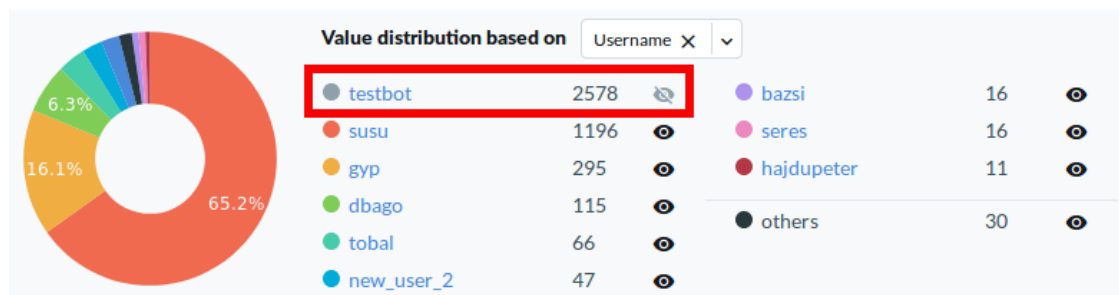 Value distribution based on Username
testbot 2578
susu 1196
gyp 295
dbago 115
tobal 66
new_user_2 47
bazsi 16
seres 16
hajdupeter 11
others 30
6.3%
16.1%
65.2%